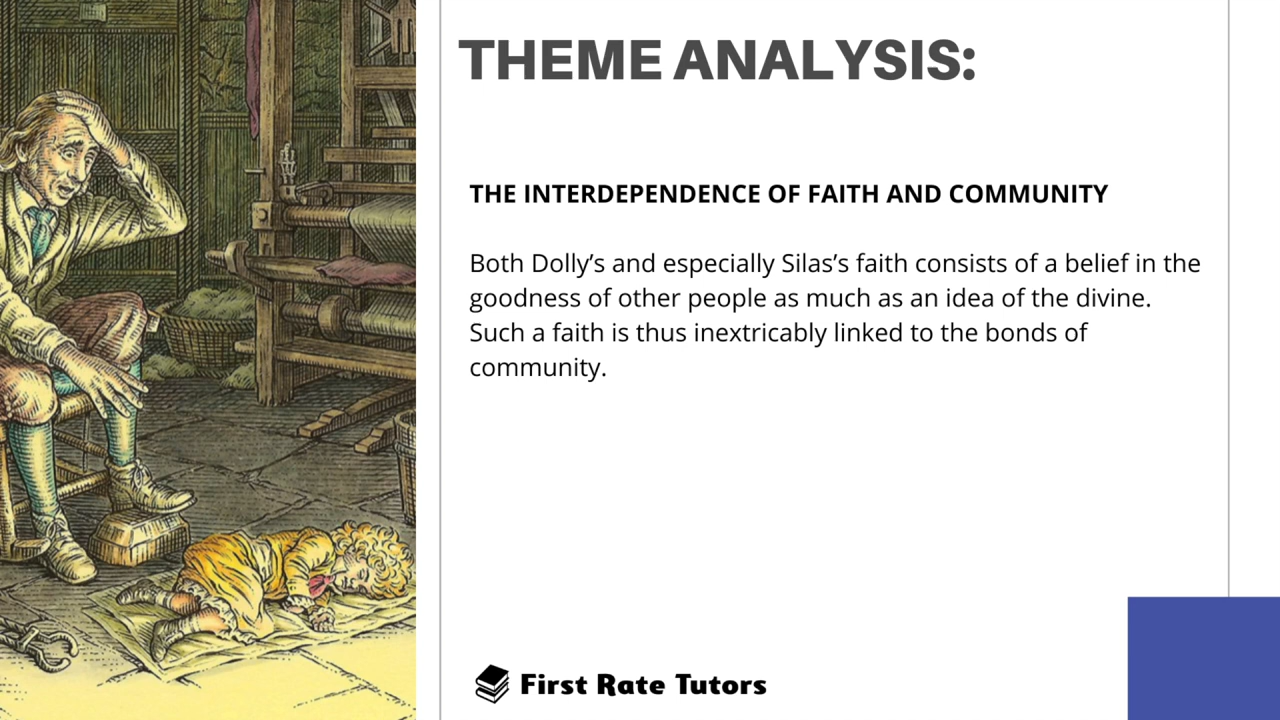 THEME ANALYSIS:
THE INTERDEPENDENCE OF FAITH AND COMMUNITY
Both Dolly’s and especially Silas’s faith consists of a belief in the
goodness of other people as much as an idea of the divine.
Such a faith is thus inextricably linked to the bonds of
community.
First Rate Tutors